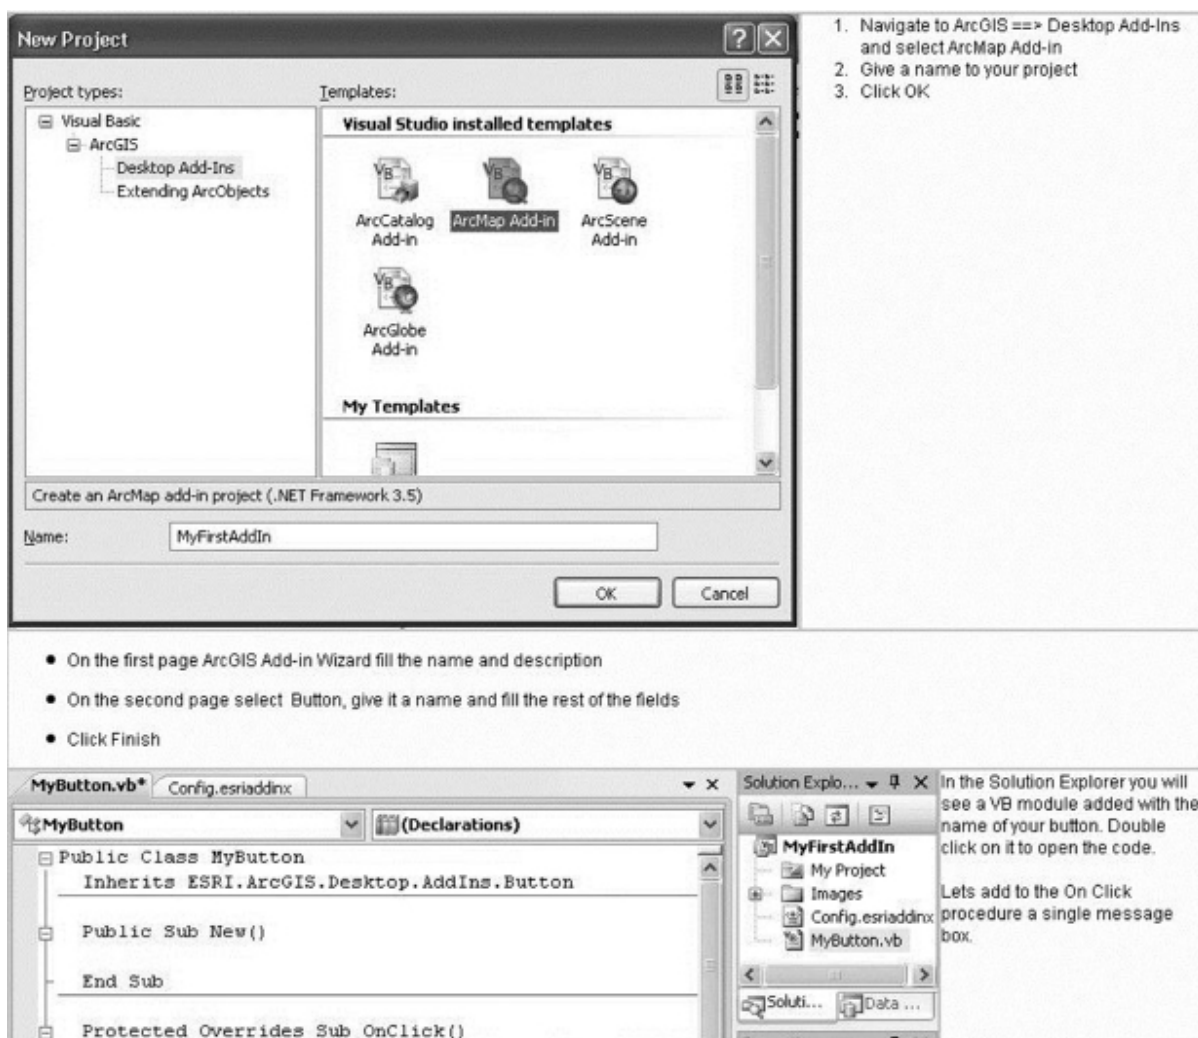 New Project
1. Navigate to ArcGIS ==> Desktop Add-Ins
and select ArcMap Add-in
2. Give a name to your project
3. Click OK
Project types:
Templates:
Visual Basic
ArcGIS
Desktop Add-Ins
Extending ArcObjects
Visual Studio installed templates
ArcCatalog
Add-in
ArcMap Add-in
ArcScene
Add-in
ArcGlobe
Add-in
My Templates
Create an ArcMap add-in project (.NET Framework 3.5)
Name:
MyFirstAddIn
OK
Cancel
• On the first page ArcGIS Add-in Wizard fill the name and description
• On the second page select Button, give it a name and fill the rest of the fields
• Click Finish
MyButton.vb*
Config.esriaddinx
MyButton
(Declarations)
Public Class MyButton
Inherits ESRI.ArcGIS.Desktop.AddIns.Button
Public Sub New()
End Sub
Protected Overrides Sub OnClick()
Solution Explo...
MyFirstAddIn
My Project
Images
Config.esriaddinx
MyButton.vb
Soluti...
Data ...
In the Solution Explorer you will
see a VB module added with the
name of your button. Double
click on it to open the code.
Lets add to the On Click
procedure a single message
box.